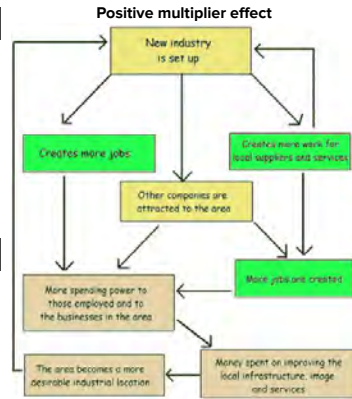 Positive multiplier effect
New industry
is set up
Creates more jobs
Creates more work for
local suppliers and services
Other companies are
attracted to the area
More spending power to
those employed and to
the businesses in the area
More jobs are created
The area becomes a more
desirable industrial location
Money spent on improving the
local infrastructure, image
and services